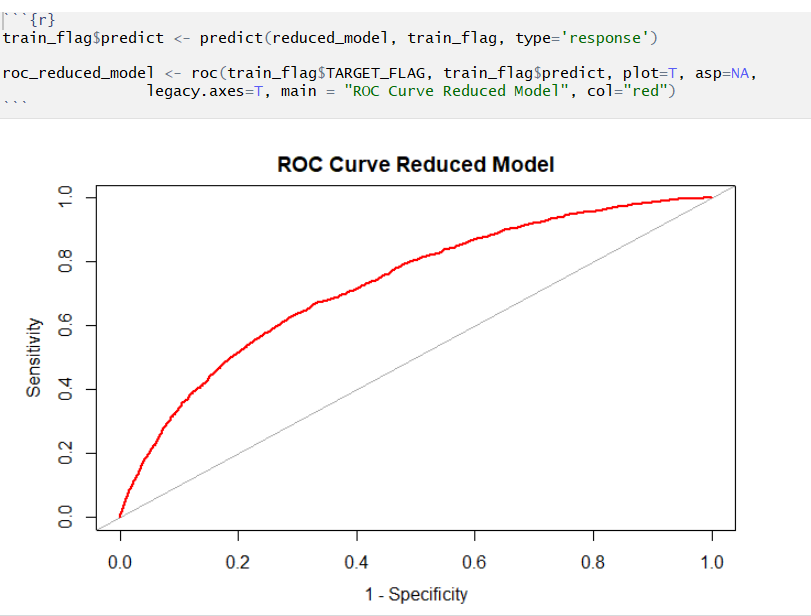 ```{r}
train_flag$predict <- predict(reduced_model, train_flag, type='response')
roc_reduced_model <- roc(train_flag$TARGET_FLAG, train_flag$predict, plot=T, asp=NA,
legacy.axes=T, main = "ROC Curve Reduced Model", col="red")
```
ROC Curve Reduced Model
1.0
0.8
0.6
0.4
0.2
0.0
Sensitivity
0.0 0.2 0.4 0.6 0.8 1.0
1 - Specificity